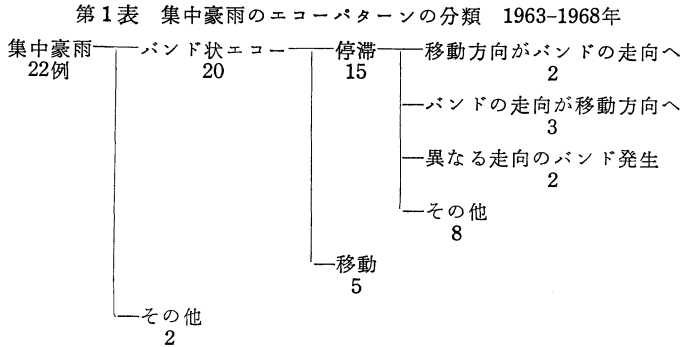 第1表 集中豪雨のエコーパターンの分類 1963–1968年
集中豪雨 バンド状エコー 停滞 移動方向がバンドの走向へ
22例 20 15 2
バンドの走向が移動方向へ
3
異なる走向のバンド発生
2
その他
8
移動
5
その他
2